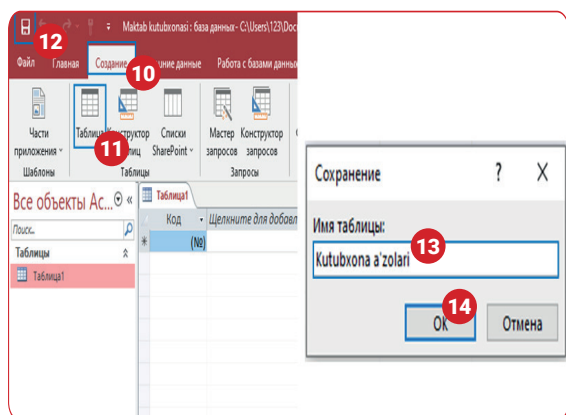 12
Maktab kutubxonasi : база данных- C:\Users\123\Doc
Файл Главная Создание ние данные Работа с базами данны
10
Части приложения
Таблица Конструктор лиц
Списки SharePoint
Мастер запросов
Конструктор запросов
11
Шаблоны Таблицы Запросы
Все объекты Ac... «
Таблица1
Поиск...
Код Щелкните для добавл
(№)
Таблицы
Таблица1
Сохранение ? X
Имя таблицы:
13
Kutubxona a'zolari
14
ОК Отмена